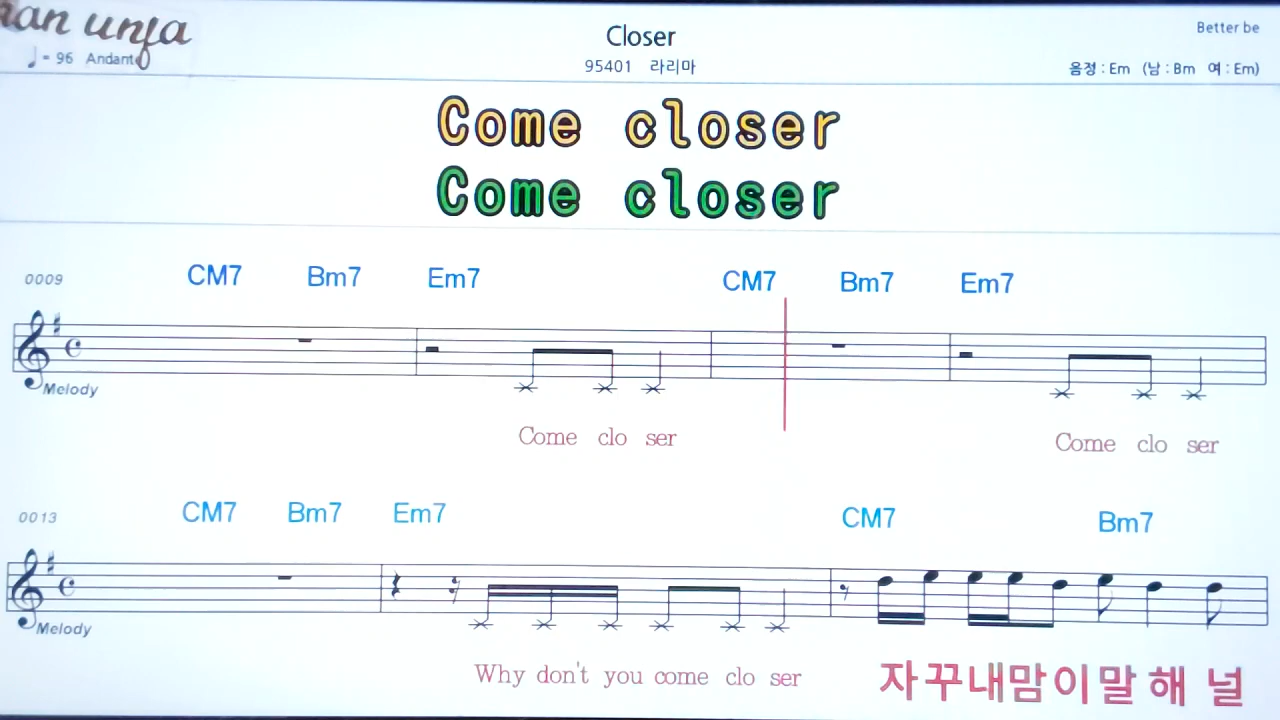 an unja
♩ = 96 Andante
Closer
95401 라리마
Better be
음정 : Em (남 : Bm 여 : Em)
Come closer
Come closer
0009 CM7 Bm7 Em7 CM7 Bm7 Em7
Melody
Come clo ser Come clo ser
0013 CM7 Bm7 Em7 CM7 Bm7
Melody
Why don't you come clo ser 자꾸내맘이말해 널